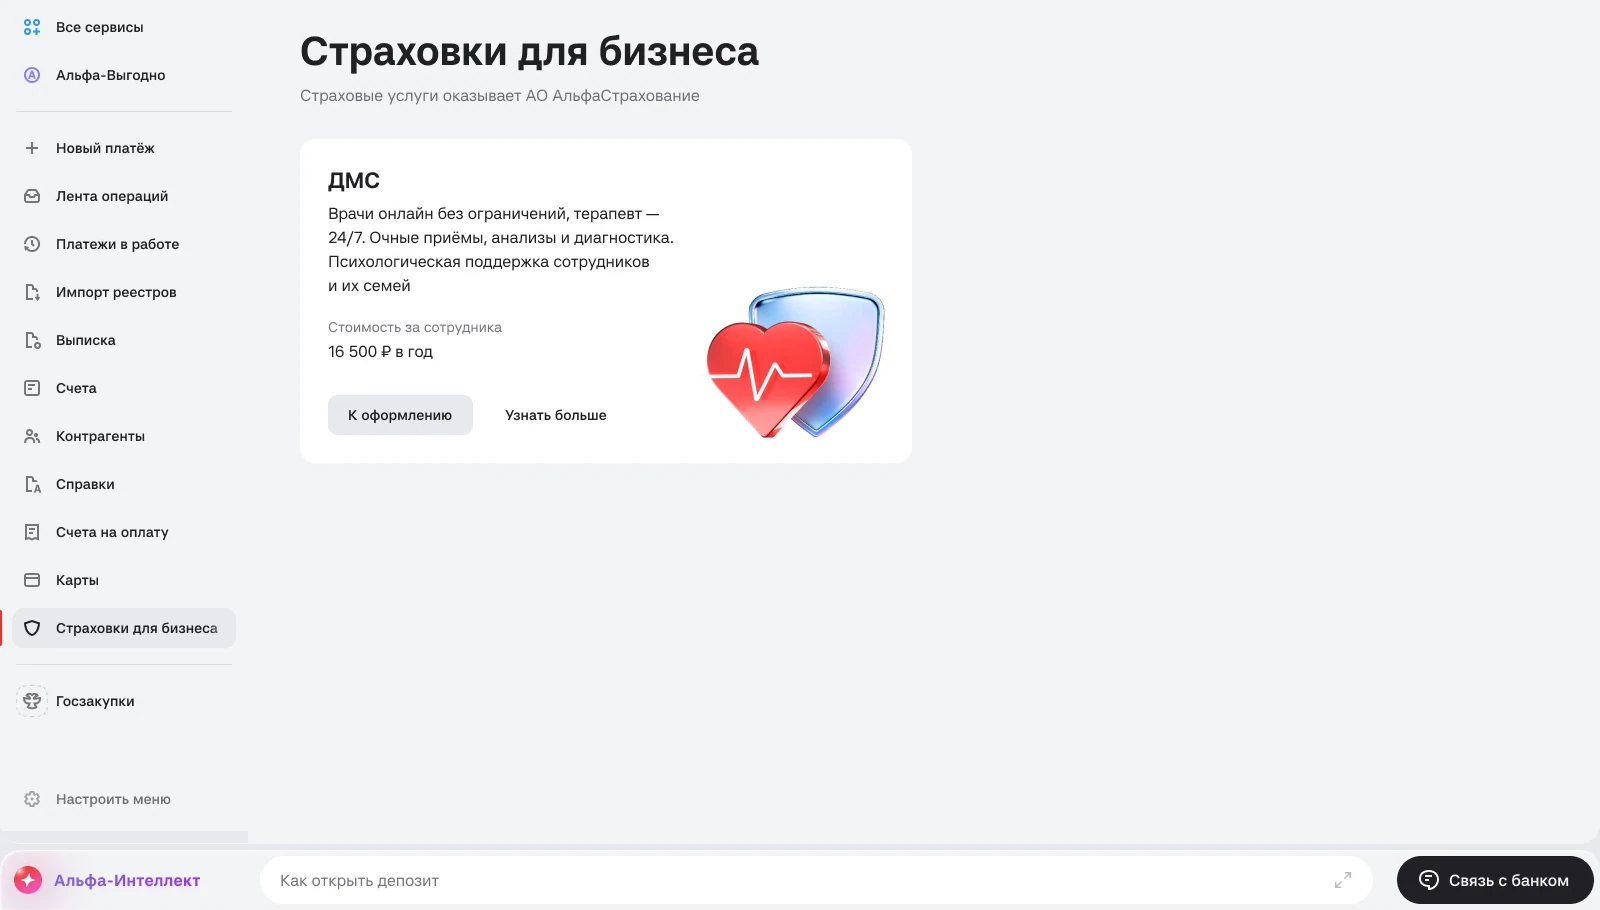 Все сервисы
Альфа-Выгодно
Новый платёж
Лента операций
Платежи в работе
Импорт реестров
Выписка
Счета
Контрагенты
Справки
Счета на оплату
Карты
Страховки для бизнеса
Госзакупки
Настроить меню
Страховки для бизнеса
Страховые услуги оказывает АО АльфаСтрахование
ДМС
Врачи онлайн без ограничений, терапевт —
24/7. Очные приёмы, анализы и диагностика.
Психологическая поддержка сотрудников
и их семей
Стоимость за сотрудника
16 500 ₽ в год
К оформлению
Узнать больше
Альфа-Интеллект
Как открыть депозит
Связь с банком